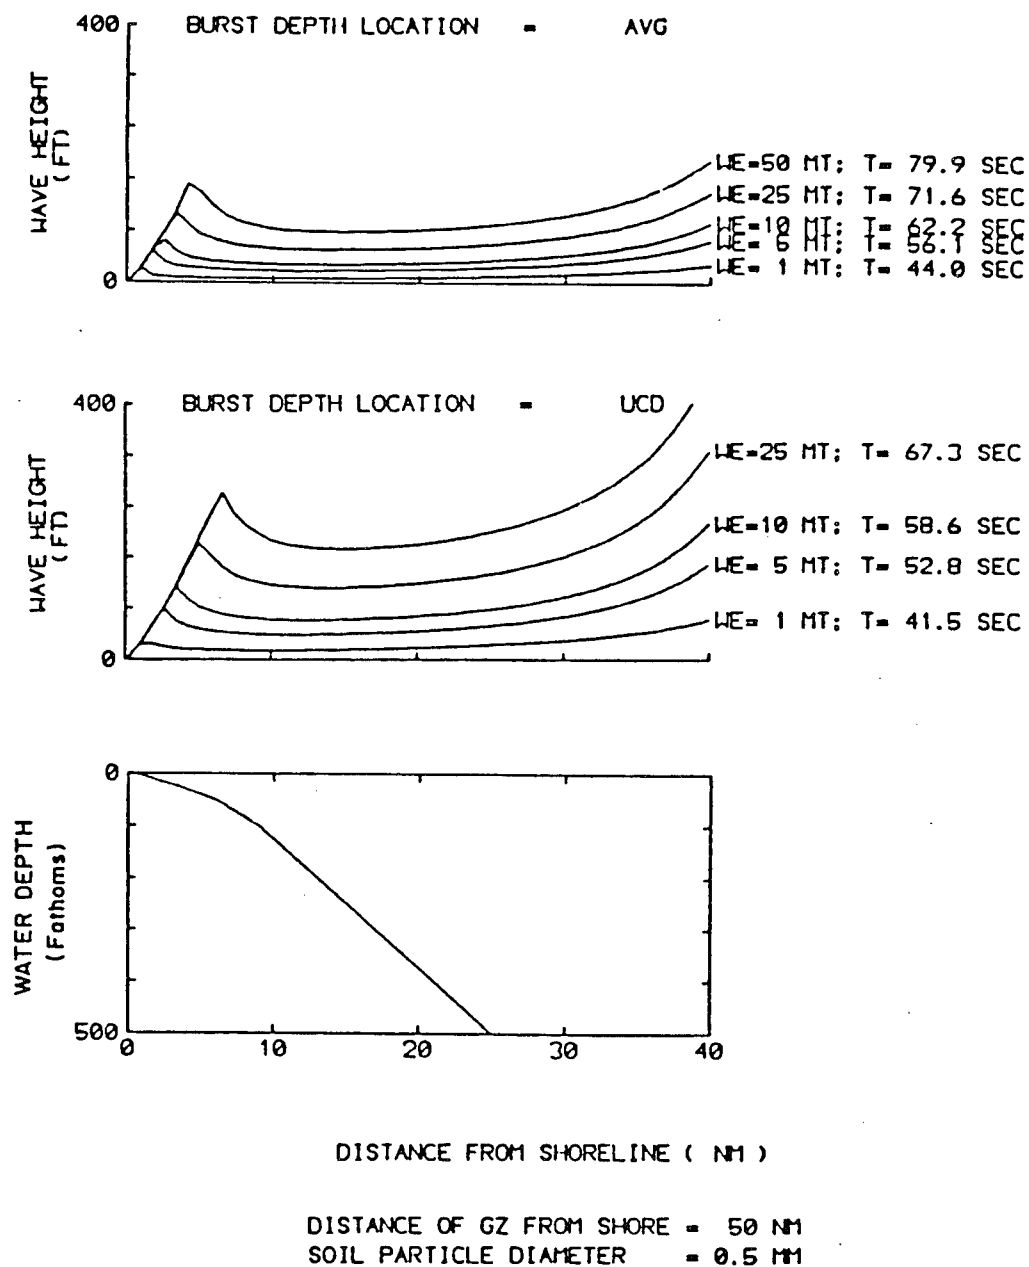 400
BURST DEPTH LOCATION = AVG
WAVE HEIGHT
(FT)
WE=50 MT; T= 79.9 SEC
WE=25 MT; T= 71.6 SEC
WE=10 MT; T= 62.2 SEC
WE= 5 MT; T= 56.1 SEC
WE= 1 MT; T= 44.0 SEC
0
400
BURST DEPTH LOCATION = UCD
WAVE HEIGHT
(FT)
WE=25 MT; T= 67.3 SEC
WE=10 MT; T= 58.6 SEC
WE= 5 MT; T= 52.8 SEC
WE= 1 MT; T= 41.5 SEC
0
0
WATER DEPTH
(Fathoms)
500
0 10 20 30 40
DISTANCE FROM SHORELINE ( NM )
DISTANCE OF GZ FROM SHORE = 50 NM
SOIL PARTICLE DIAMETER = 0.5 MM